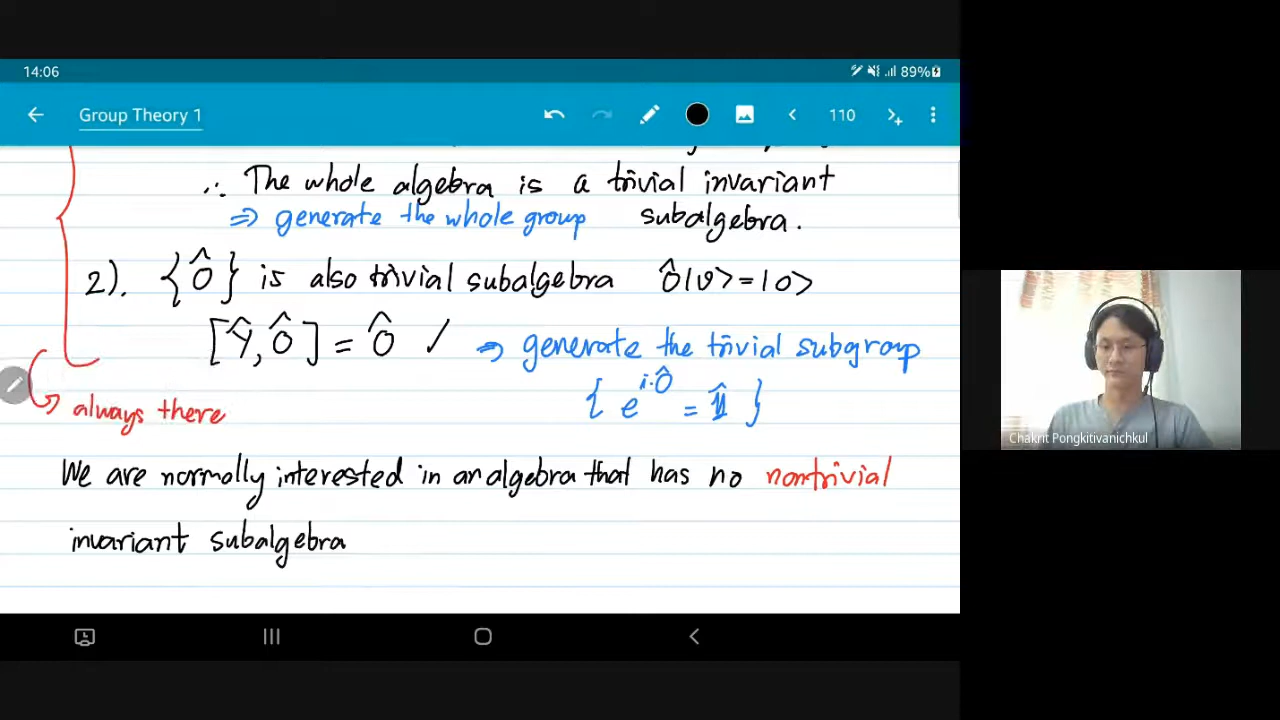 14:06
89%
Group Theory 1
110
∴ The whole algebra is a trivial invariant
⇒ generate the whole group subalgebra.
2). {Ô} is also trivial subalgebra Ô|v> = |0>
[Ŷ, Ô] = Ô ✓ ⇒ generate the trivial subgroup
{ e^{i·Ô} = 𝟙̂ }
always there
We are normally interested in an algebra that has no nontrivial
invariant subalgebra
Chakrit Pongkitivanichkul